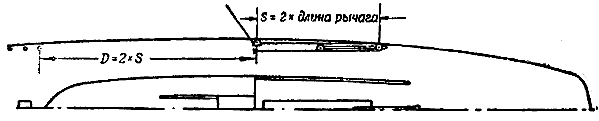 S = 2 × длина рычага
D = 2 × S